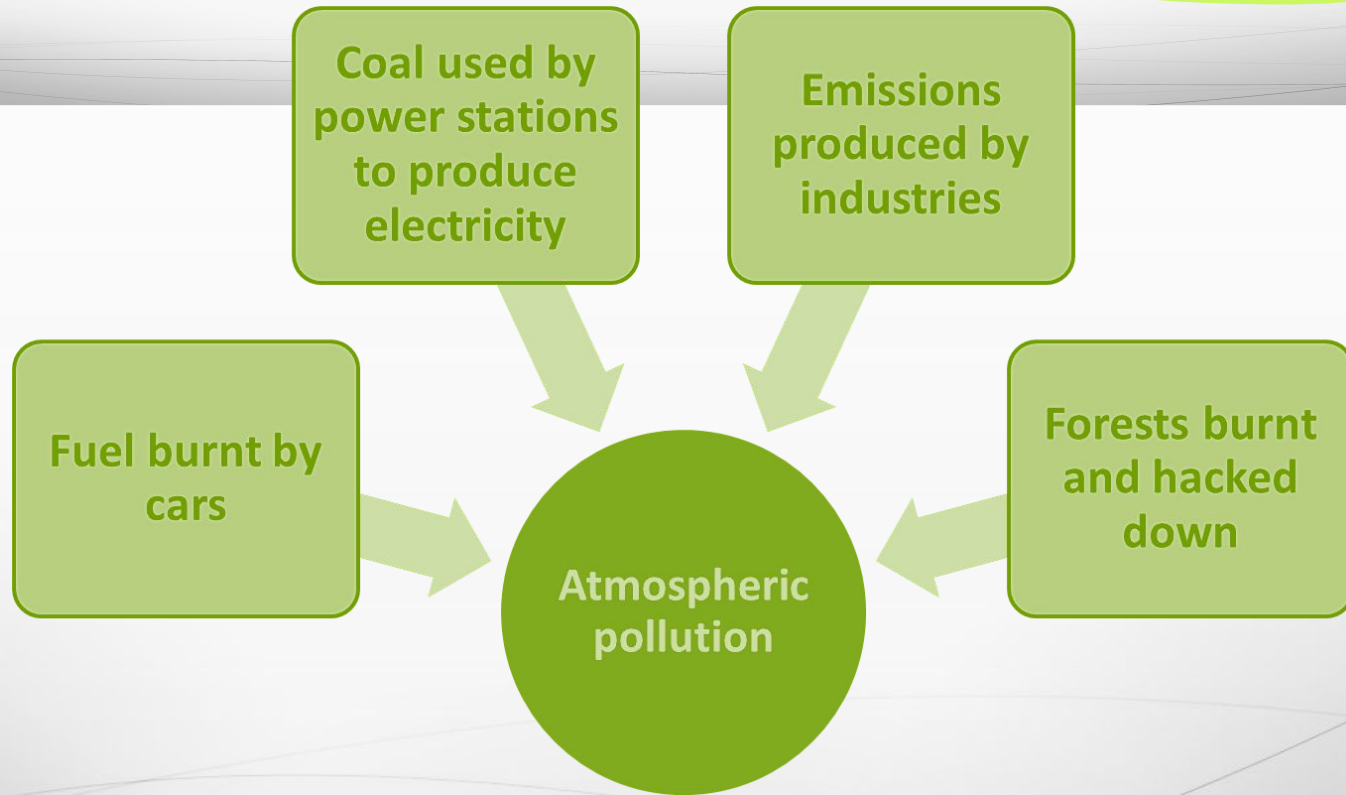 Coal used by
power stations
to produce
electricity
Emissions
produced by
industries
Fuel burnt by
cars
Forests burnt
and hacked
down
Atmospheric
pollution